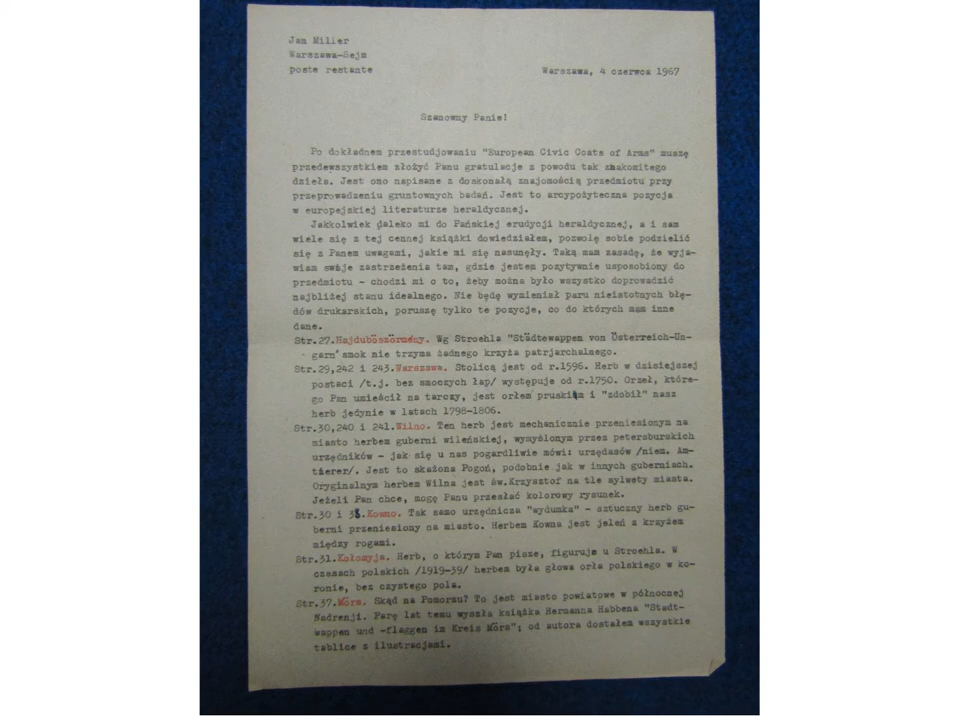 Jan Miller
Warszawa-Sejm
poste restante
Warszawa, 4 czerwca 1967
Szanowny Panie!
Po dokładnem przestudjowaniu "European Civic Coats of Arms" muszę
przedewszystkiem złożyć Panu gratulacje z powodu tak znakomitego
dzieła. Jest ono napisane z doskonałą znajomością przedmiotu przy
przeprowadzeniu gruntownych badań. Jest to arcypożyteczna pozycja
w europejskiej literaturze heraldycznej.
Jakkolwiek daleko mi do Pańskiej erudycji heraldycznej, a i sam
wiele się z tej cennej książki dowiedziałem, pozwolę sobie podzielić
się z Panem uwagami, jakie mi się nasunęły. Taką mam zasadę, że wyja-
wiam swoje zastrzeżenia tam, gdzie jestem pozytywnie usposobiony do
przedmiotu - chodzi mi o to, żeby można było wszystko doprowadzić
najbliżej stanu idealnego. Nie będę wymieniał paru nieistotnych błę-
dów drukarskich, poruszę tylko te pozycje, co do których mam inne
dane.
Str.27.Hajduböszörmény. Wg Stroehla "Städtewappen von Österreich-Un-
garn" smok nie trzyma żadnego krzyża patrjarchalnego.
Str.29,242 i 243.Warszawa. Stolicą jest od r.1596. Herb w dzisiejszej
postaci /t.j. bez smoczych łap/ występuje od r.1750. Orzeł, które-
go Pan umieścił na tarczy, jest orłem pruskim i "zdobił" nasz
herb jedynie w latach 1798-1806.
Str.30,240 i 241.Wilno. Ten herb jest mechanicznie przeniesionym na
miasto herbem guberni wileńskiej, wymyślonym przez petersburskich
urzędników - jak się u nas pogardliwie mówi: urzędasów /niem. Am-
tierer/. Jest to skażona Pogoń, podobnie jak w innych guberniach.
Oryginalnym herbem Wilna jest św.Krzysztof na tle sylwety miasta.
Jeżeli Pan chce, mogę Panu przesłać kolorowy rysunek.
Str.30 i 38.Kowno. Tak samo urzędnicza "wydumka" - sztuczny herb gu-
berni przeniesiony na miasto. Herbem Kowna jest jeleń z krzyżem
między rogami.
Str.31.Kołomyja. Herb, o którym Pan pisze, figuruje u Stroehla. W
czasach polskich /1919-39/ herbem była głowa orła polskiego w ko-
ronie, bez czystego pola.
Str.37.Mörs. Skąd na Pomorzu? To jest miasto powiatowe w północnej
Nadrenji. Parę lat temu wyszła książka Hermanna Habbena "Stadt-
wappen und -flaggen im Kreis Mörs"; od autora dostałem wszystkie
tablice z ilustracjami.